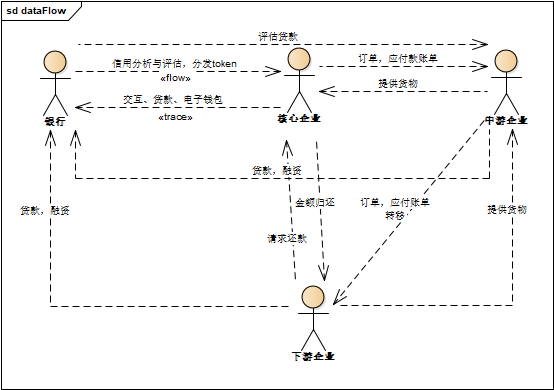 sd dataFlow
评估贷款
信用分析与评估，分发token
«flow»
订单，应付款账单
交互、贷款、电子钱包
«trace»
提供货物
银行
核心企业
中游企业
贷款，融资
贷款，融资
金额归还
订单，应付账单
转移
提供货物
请求还款
下游企业